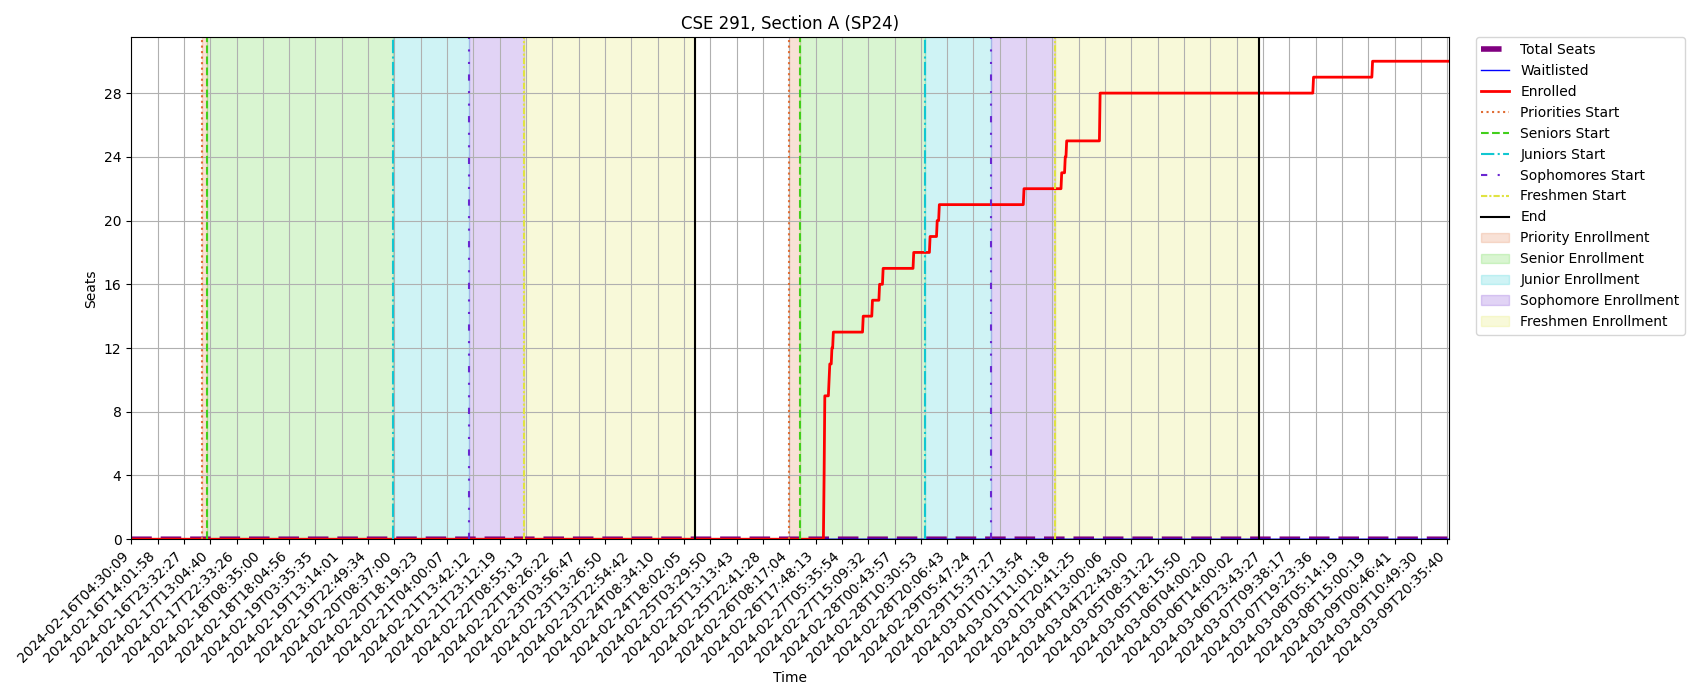 CSE 291, Section A (SP24)
Seats
28
24
20
16
12
8
4
0
2024-02-16T04:30:09
2024-02-16T14:01:58
2024-02-16T23:32:27
2024-02-17T13:04:40
2024-02-17T22:33:26
2024-02-18T08:35:00
2024-02-18T18:04:56
2024-02-19T03:35:35
2024-02-19T13:14:01
2024-02-19T22:49:34
2024-02-20T08:37:00
2024-02-20T18:19:23
2024-02-21T04:00:07
2024-02-21T13:42:12
2024-02-21T23:12:19
2024-02-22T08:55:13
2024-02-22T18:26:22
2024-02-23T03:56:47
2024-02-23T13:26:50
2024-02-23T22:54:42
2024-02-24T08:34:10
2024-02-24T18:02:05
2024-02-25T03:29:50
2024-02-25T13:13:43
2024-02-25T22:41:28
2024-02-26T08:17:04
2024-02-26T17:48:13
2024-02-27T05:35:54
2024-02-27T15:09:32
2024-02-28T00:43:57
2024-02-28T10:30:53
2024-02-28T20:06:43
2024-02-29T05:47:24
2024-02-29T15:37:27
2024-03-01T01:13:54
2024-03-01T11:01:18
2024-03-01T20:41:25
2024-03-04T13:00:06
2024-03-04T22:43:00
2024-03-05T08:31:22
2024-03-05T18:15:50
2024-03-06T04:00:20
2024-03-06T14:00:02
2024-03-06T23:43:27
2024-03-07T09:38:17
2024-03-07T19:23:36
2024-03-08T05:14:19
2024-03-08T15:00:19
2024-03-09T00:46:41
2024-03-09T10:49:30
2024-03-09T20:35:40
Time
Total Seats
Waitlisted
Enrolled
Priorities Start
Seniors Start
Juniors Start
Sophomores Start
Freshmen Start
End
Priority Enrollment
Senior Enrollment
Junior Enrollment
Sophomore Enrollment
Freshmen Enrollment